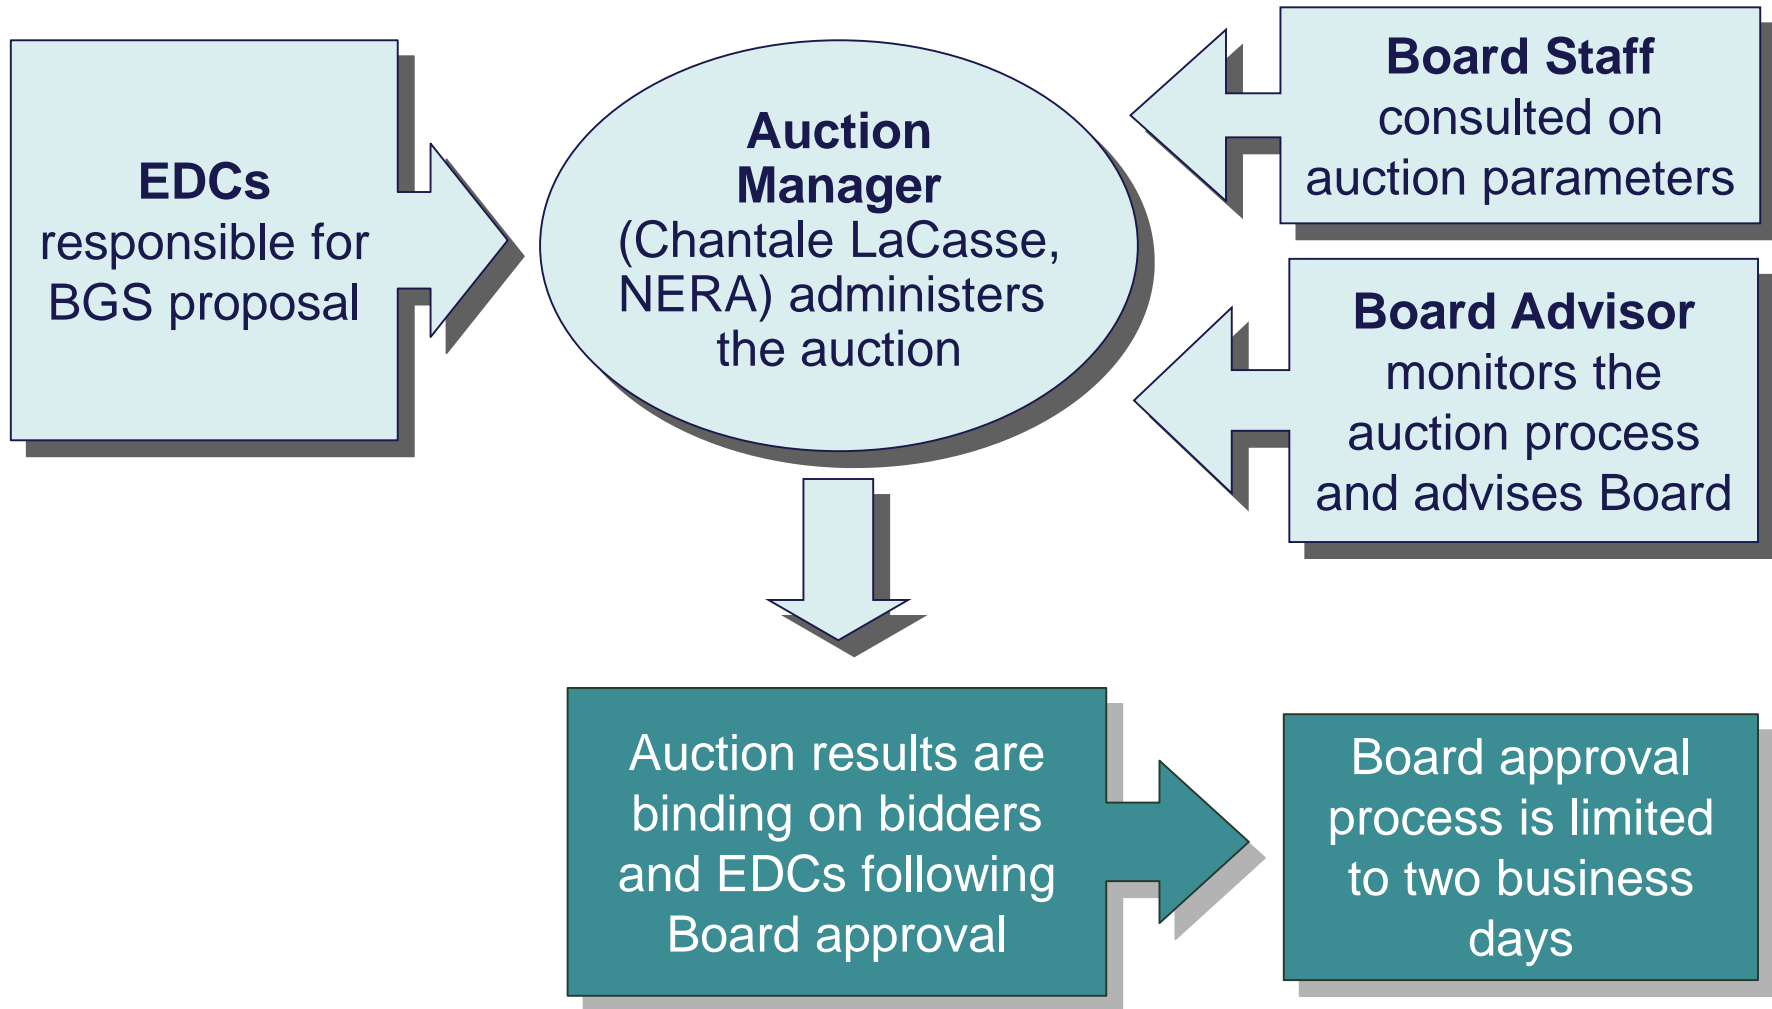 EDCs
responsible for
BGS proposal
Auction
Manager
(Chantale LaCasse,
NERA) administers
the auction
Board Staff
consulted on
auction parameters
Board Advisor
monitors the
auction process
and advises Board
Auction results are
binding on bidders
and EDCs following
Board approval
Board approval
process is limited
to two business
days